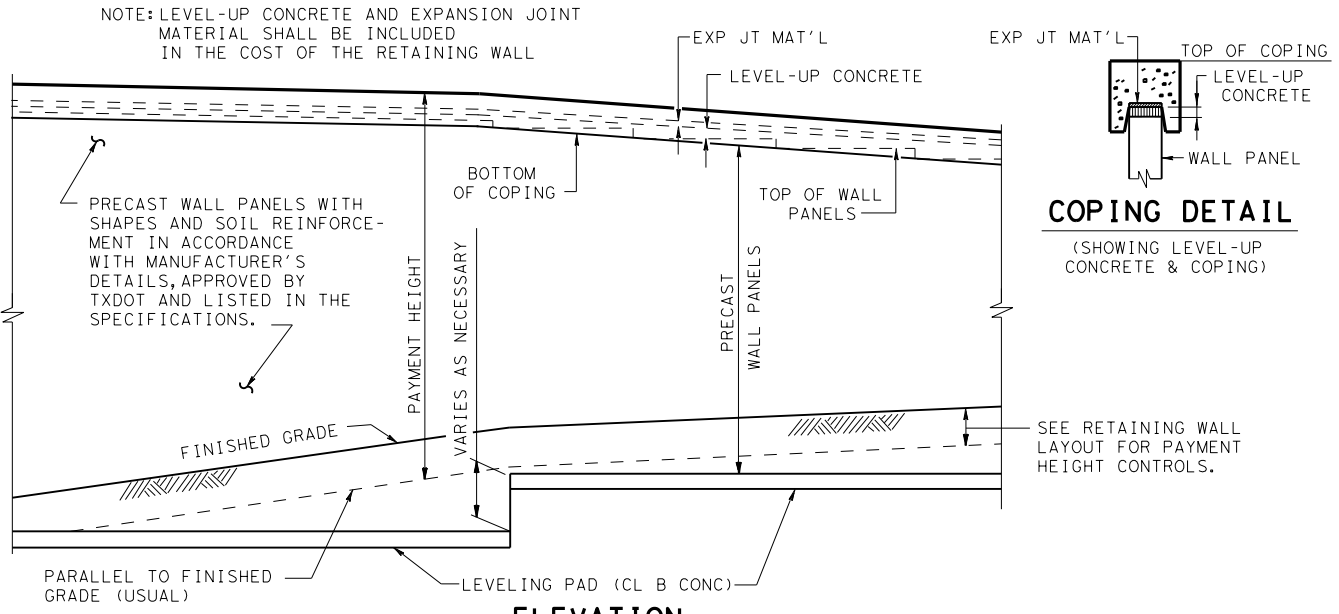 NOTE: LEVEL-UP CONCRETE AND EXPANSION JOINT
MATERIAL SHALL BE INCLUDED
IN THE COST OF THE RETAINING WALL
EXP JT MAT'L
LEVEL-UP CONCRETE
EXP JT MAT'L
TOP OF COPING
LEVEL-UP
CONCRETE
WALL PANEL
COPING DETAIL
(SHOWING LEVEL-UP
CONCRETE & COPING)
BOTTOM
OF COPING
TOP OF WALL
PANELS
PRECAST WALL PANELS WITH
SHAPES AND SOIL REINFORCE-
MENT IN ACCORDANCE
WITH MANUFACTURER'S
DETAILS, APPROVED BY
TXDOT AND LISTED IN THE
SPECIFICATIONS.
PAYMENT HEIGHT
VARIES AS NECESSARY
PRECAST
WALL PANELS
FINISHED GRADE
SEE RETAINING WALL
LAYOUT FOR PAYMENT
HEIGHT CONTROLS.
PARALLEL TO FINISHED
GRADE (USUAL)
LEVELING PAD (CL B CONC)
ELEVATION